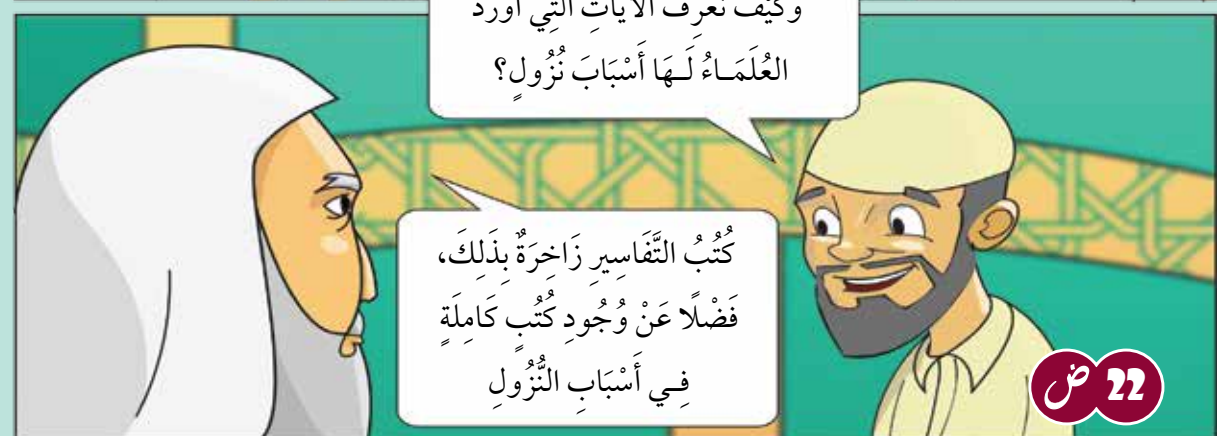 وَكَيْفَ نَعْرِفُ الآيَاتِ الَّتِي أَوْرَدَ
العُلَمَاءُ لَهَا أَسْبَابَ نُزُولٍ؟
كُتُبُ التَّفَاسِيرِ زَاخِرَةٌ بِذَلِكَ،
فَضْلًا عَنْ وُجُودِ كُتُبٍ كَامِلَةٍ
فِي أَسْبَابِ النُّزُولِ
22 ض